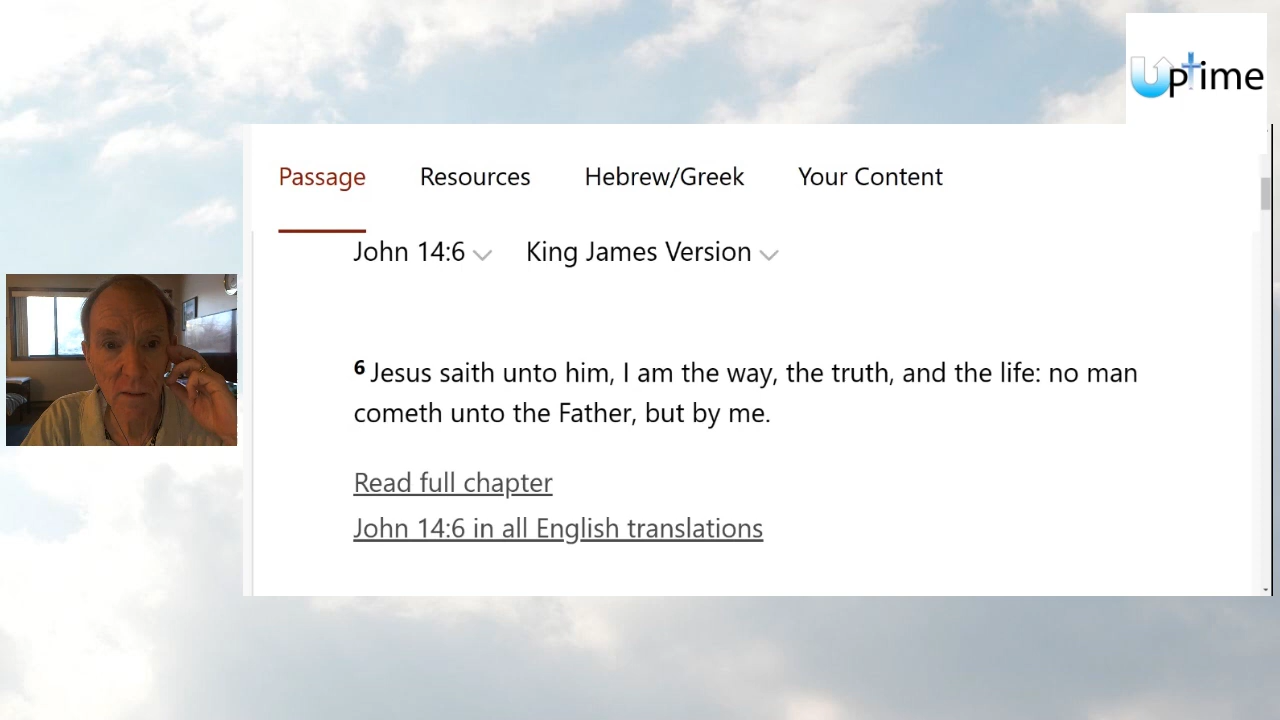 Uptime
Passage Resources Hebrew/Greek Your Content
John 14:6 King James Version
6 Jesus saith unto him, I am the way, the truth, and the life: no man
cometh unto the Father, but by me.
Read full chapter
John 14:6 in all English translations